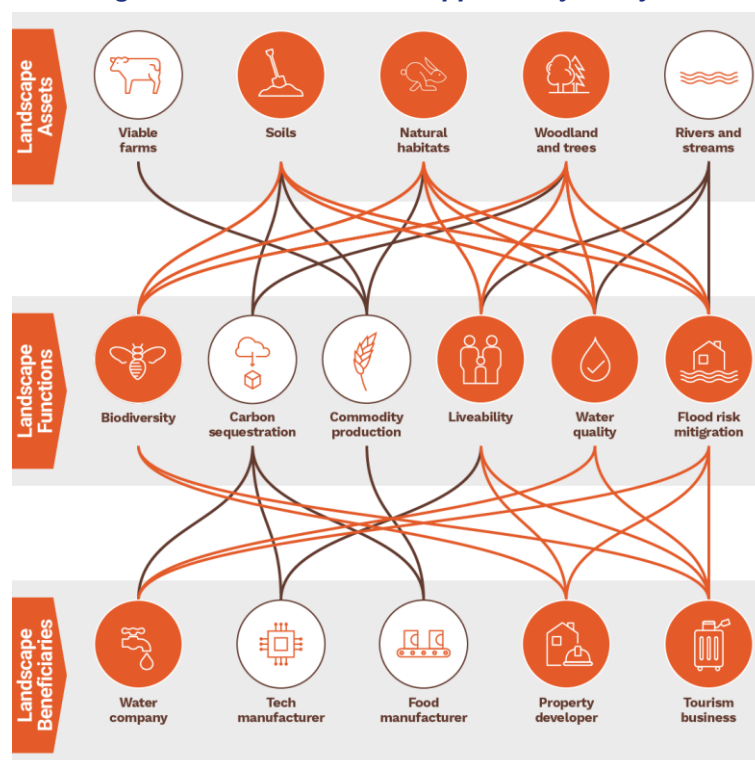 Landscape
Assets
Viable
farms
Soils
Natural
habitats
Woodland
and trees
Rivers and
streams
Landscape
Functions
Biodiversity
Carbon
sequestration
Commodity
production
Liveability
Water
quality
Flood risk
mitigration
Landscape
Beneficiaries
Water
company
Tech
manufacturer
Food
manufacturer
Property
developer
Tourism
business